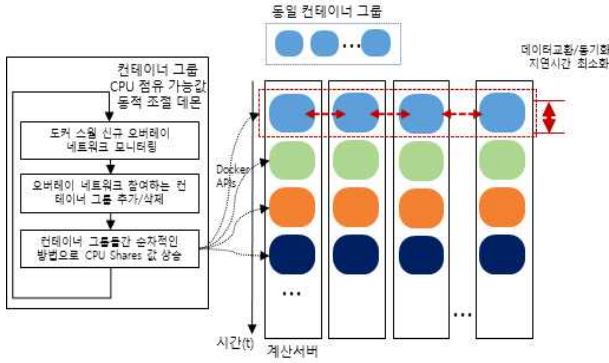 동일 컨테이너 그룹
데이터교환/동기화
지연시간 최소화
컨테이너 그룹
CPU 점유 가능값
동적 조절 데몬
도커 스웜 신규 오버레이
네트워크 모니터링
오버레이 네트워크 참여하는 컨
테이너 그룹 추가/삭제
컨테이너 그룹들간 순차적인
방법으로 CPU Shares 값 상승
Docker
APIs
...
...
...
시간(t)
계산서버